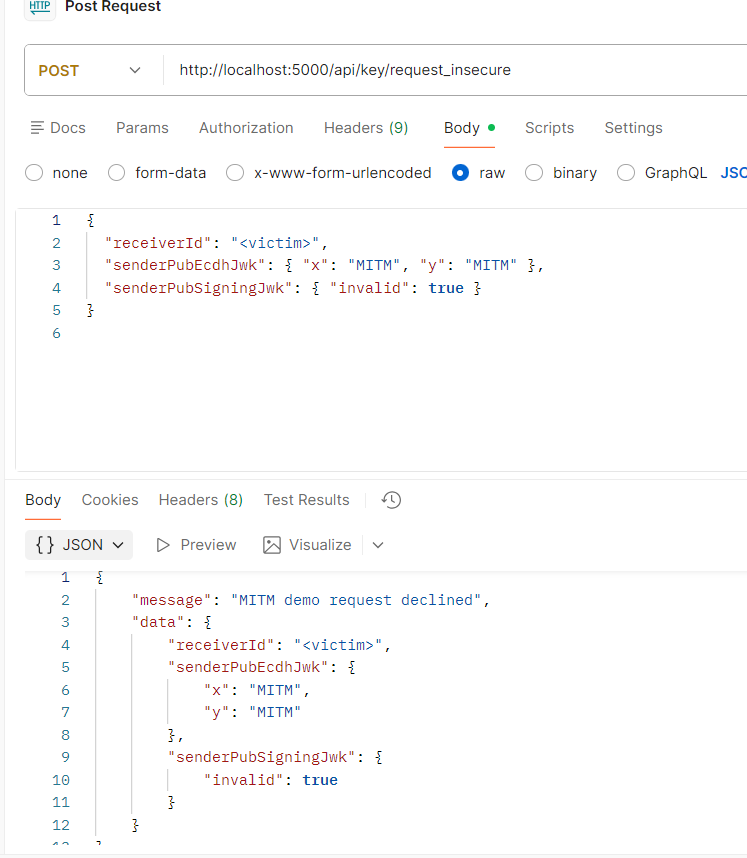 HTTP Post Request
POST http://localhost:5000/api/key/request_insecure
Docs Params Authorization Headers (9) Body Scripts Settings
none form-data x-www-form-urlencoded raw binary GraphQL JSO
1 {
2 "receiverId": "<victim>",
3 "senderPubEcdhJwk": { "x": "MITM", "y": "MITM" },
4 "senderPubSigningJwk": { "invalid": true }
5 }
6
Body Cookies Headers (8) Test Results
{} JSON Preview Visualize
1 {
2 "message": "MITM demo request declined",
3 "data": {
4 "receiverId": "<victim>",
5 "senderPubEcdhJwk": {
6 "x": "MITM",
7 "y": "MITM"
8 },
9 "senderPubSigningJwk": {
10 "invalid": true
11 }
12 }